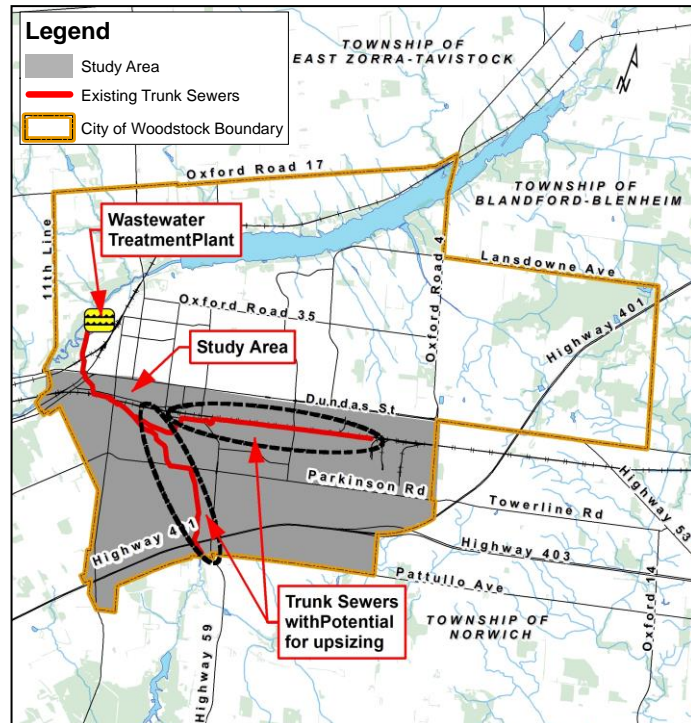 Legend
Study Area
Existing Trunk Sewers
City of Woodstock Boundary
TOWNSHIP OF
EAST ZORRA-TAVISTOCK
N
Oxford Road 17
TOWNSHIP OF
BLANDFORD-BLENHEIM
11th Line
Wastewater
TreatmentPlant
Oxford Road 4
Lansdowne Ave
Highway 401
Oxford Road 35
Study Area
Dundas St
Parkinson Rd
Towerline Rd
Highway 53
Highway 401
Highway 403
Pattullo Ave
Oxford 14
Trunk Sewers
withPotential
for upsizing
TOWNSHIP OF
NORWICH
Highway 59